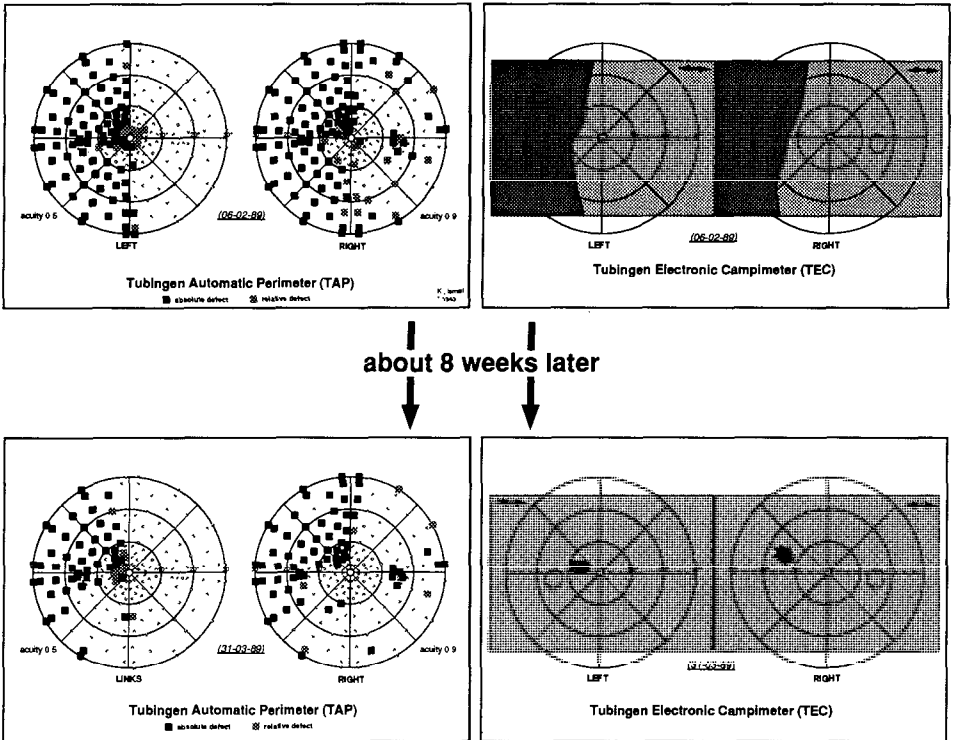 acuity 0 5
(06-02-89)
acuity 0 9
LEFT
RIGHT
Tubingen Automatic Perimeter (TAP)
absolute defect relative defect
(06-02-89)
LEFT
RIGHT
Tubingen Electronic Campimeter (TEC)
about 8 weeks later
acuity 0 5
(31-03-89)
acuity 0 9
LINKS
RIGHT
Tubingen Automatic Perimeter (TAP)
absolute defect relative defect
(31-03-89)
LEFT
RIGHT
Tubingen Electronic Campimeter (TEC)